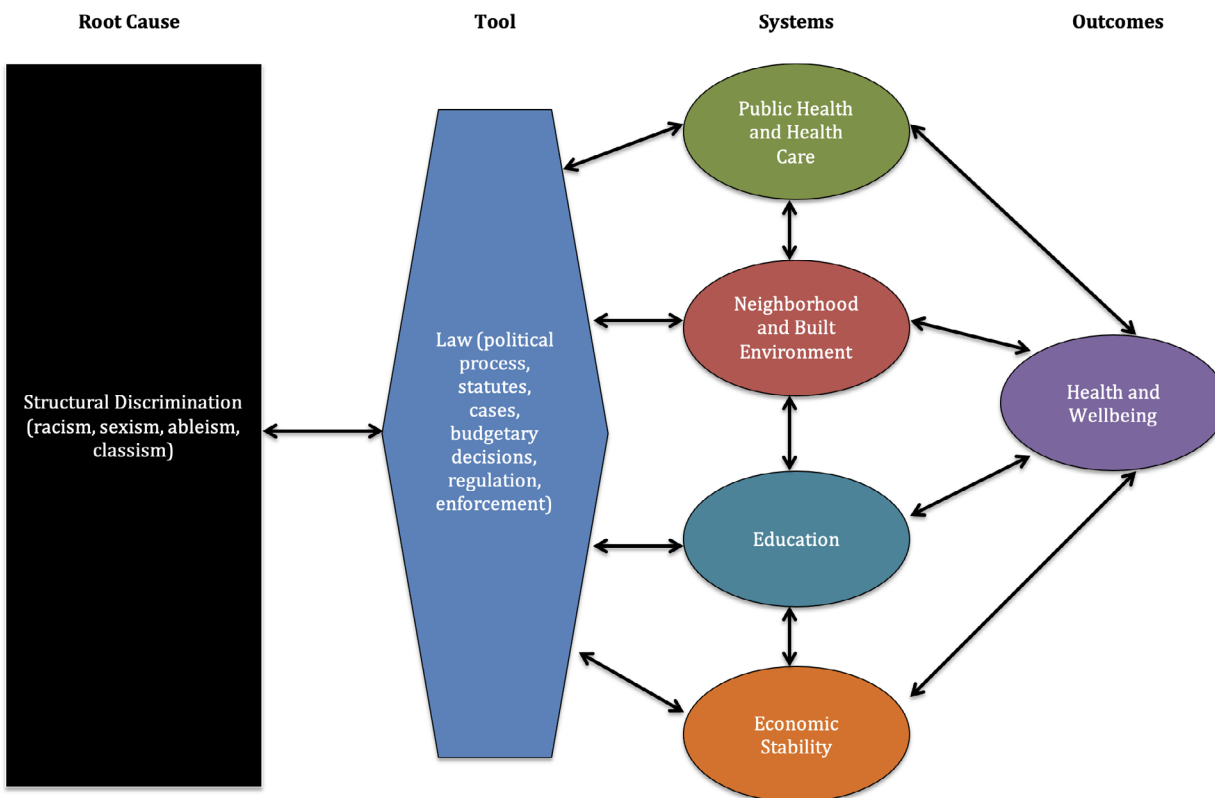 Root Cause
Tool
Systems
Outcomes
Structural Discrimination
(racism, sexism, ableism,
classism)
Law (political
process,
statutes,
cases,
budgetary
decisions,
regulation,
enforcement)
Public Health
and Health
Care
Neighborhood
and Built
Environment
Education
Economic
Stability
Health and
Wellbeing